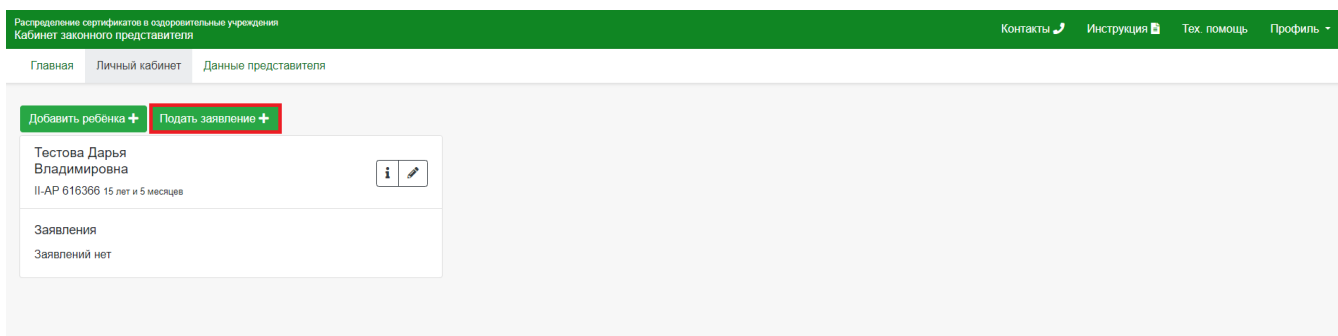 Распределение сертификатов в оздоровительные учреждения
Кабинет законного представителя
Контакты Инструкция Тех. помощь Профиль
Главная Личный кабинет Данные представителя
Добавить ребёнка + Подать заявление +
Тестова Дарья
Владимировна
II-АР 616366 15 лет и 5 месяцев
Заявления
Заявлений нет